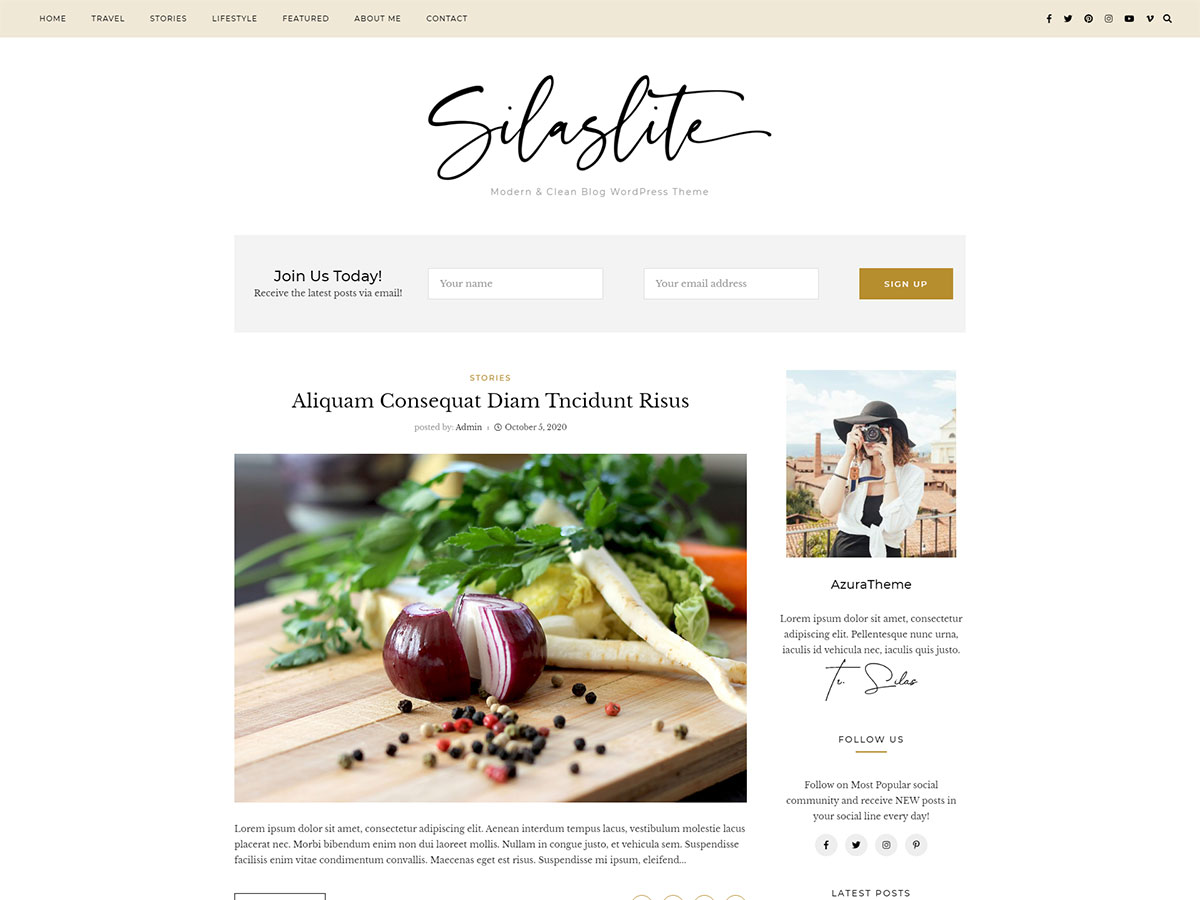 HOME TRAVEL STORIES LIFESTYLE FEATURED ABOUT ME CONTACT
Silaslite
Modern & Clean Blog WordPress Theme
Join Us Today!
Receive the latest posts via email!
Your name
Your email address
SIGN UP
STORIES
Aliquam Consequat Diam Tncidunt Risus
posted by: Admin October 5, 2020
Lorem ipsum dolor sit amet, consectetur adipiscing elit. Aenean interdum tempus lacus, vestibulum molestie lacus
placerat nec. Morbi bibendum enim non dui laoreet mollis. Nullam in congue justo, et vehicula sem. Suspendisse
facilisis enim vitae condimentum convallis. Maecenas eget est risus. Suspendisse mi ipsum, eleifend...
AzuraTheme
Lorem ipsum dolor sit amet, consectetur
adipiscing elit. Pellentesque nunc urna,
iaculis id vehicula nec, iaculis quis justo.
Tr. Silas
FOLLOW US
Follow on Most Popular social
community and receive NEW posts in
your social line every day!
LATEST POSTS